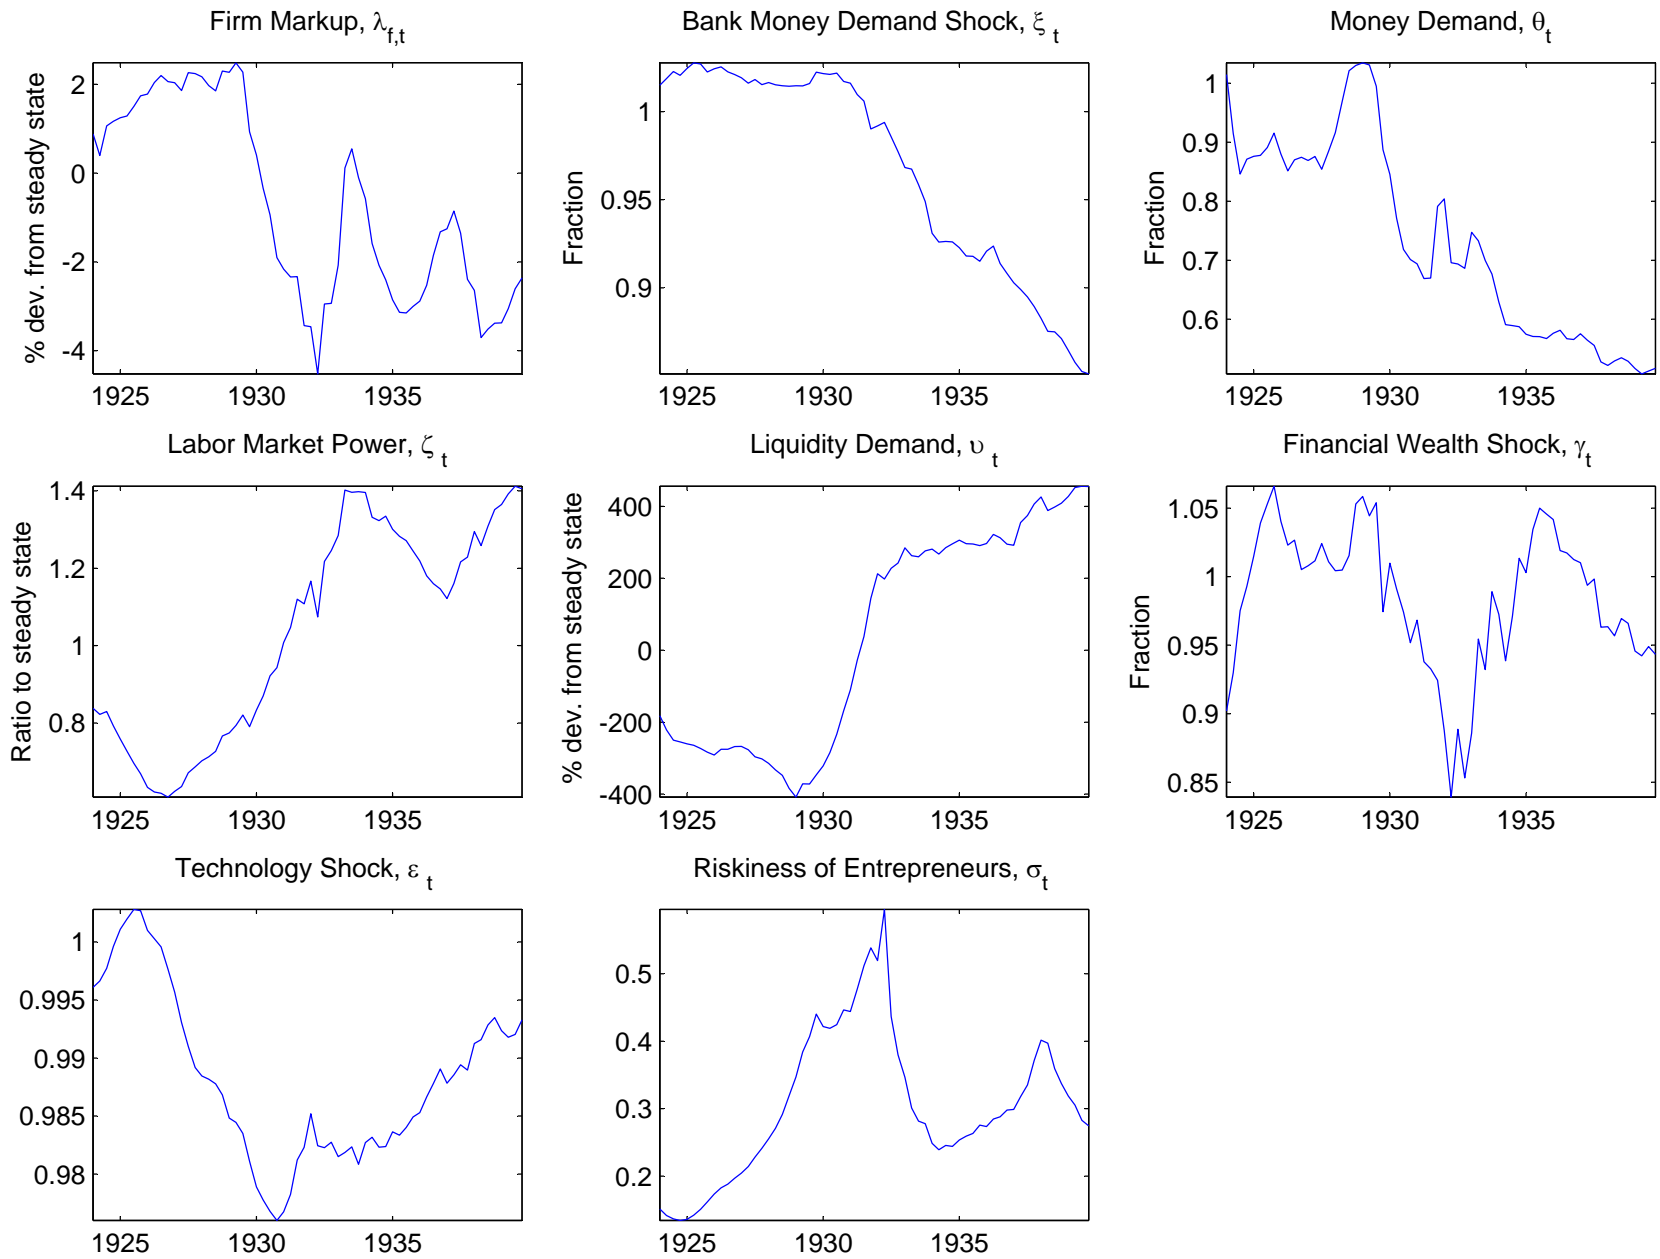 Firm Markup, λf,t
% dev. from steady state
2
0
-2
-4
1925 1930 1935
Bank Money Demand Shock, ξ t
Fraction
1
0.95
0.9
1925 1930 1935
Money Demand, θt
Fraction
1
0.9
0.8
0.7
0.6
1925 1930 1935
Labor Market Power, ζ t
Ratio to steady state
1.4
1.2
1
0.8
1925 1930 1935
Liquidity Demand, υ t
% dev. from steady state
400
200
0
-200
-400
1925 1930 1935
Financial Wealth Shock, γt
Fraction
1.05
1
0.95
0.9
0.85
1925 1930 1935
Technology Shock, ε t
1
0.995
0.99
0.985
0.98
1925 1930 1935
Riskiness of Entrepreneurs, σt
0.5
0.4
0.3
0.2
1925 1930 1935